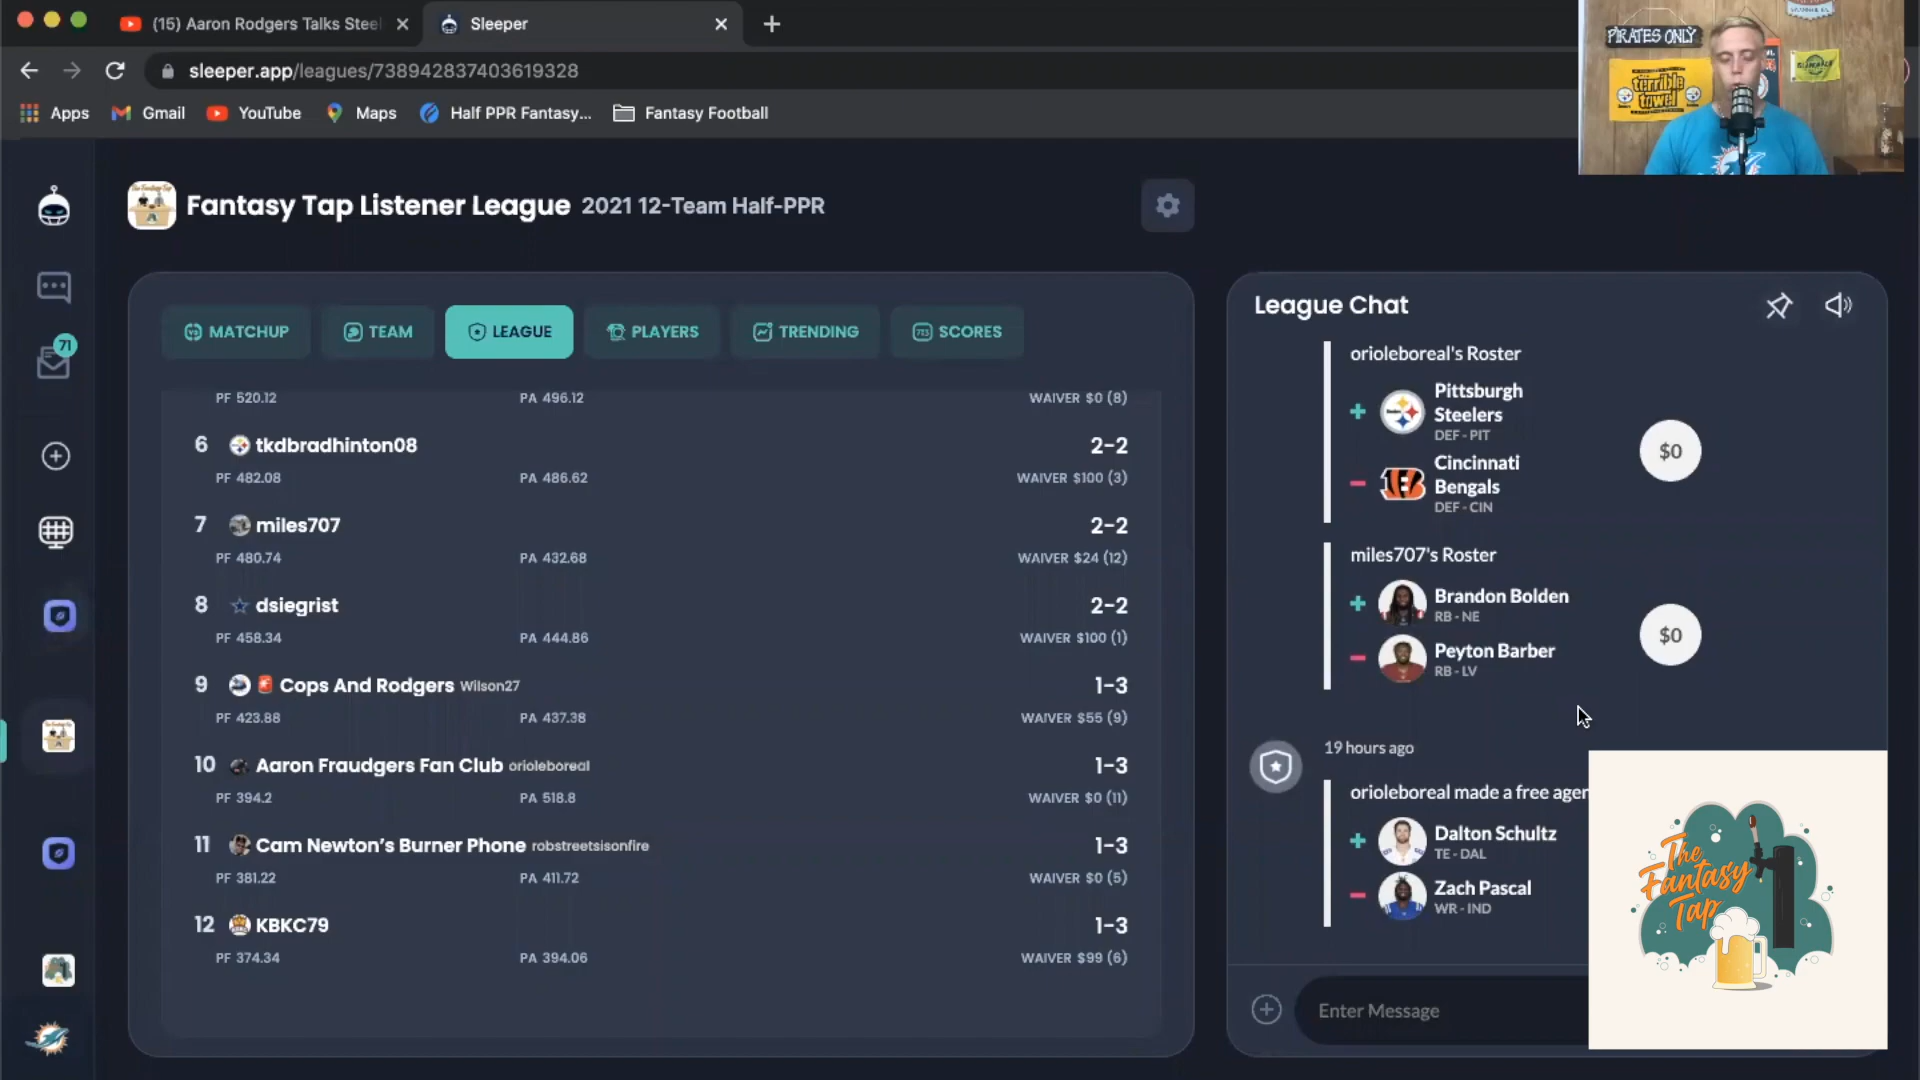 (15) Aaron Rodgers Talks Steel
Sleeper
sleeper.app/leagues/738942837403619328
Apps
Gmail
YouTube
Maps
Half PPR Fantasy...
Fantasy Football
PIRATES ONLY
terrible
towel
Fantasy Tap Listener League 2021 12-Team Half-PPR
71
MATCHUP
TEAM
LEAGUE
PLAYERS
TRENDING
SCORES
PF 520.12 PA 496.12 WAIVER $0 (8)
6 tkdbradhinton08 2-2
PF 482.08 PA 486.62 WAIVER $100 (3)
7 miles707 2-2
PF 480.74 PA 432.68 WAIVER $24 (12)
8 dsiegrist 2-2
PF 458.34 PA 444.86 WAIVER $100 (1)
9 Cops And Rodgers Wilson27 1-3
PF 423.88 PA 437.38 WAIVER $55 (9)
10 Aaron Fraudgers Fan Club orioleboreal 1-3
PF 394.2 PA 518.8 WAIVER $0 (11)
11 Cam Newton's Burner Phone robstreetsisonfire 1-3
PF 381.22 PA 411.72 WAIVER $0 (5)
12 KBKC79 1-3
PF 374.34 PA 394.06 WAIVER $99 (6)
League Chat
orioleboreal's Roster
Pittsburgh
Steelers
DEF - PIT
$0
Cincinnati
Bengals
DEF - CIN
miles707's Roster
Brandon Bolden
RB - NE
$0
Peyton Barber
RB - LV
19 hours ago
orioleboreal made a free agen
Dalton Schultz
TE - DAL
Zach Pascal
WR - IND
Enter Message
The
Fantasy
Tap